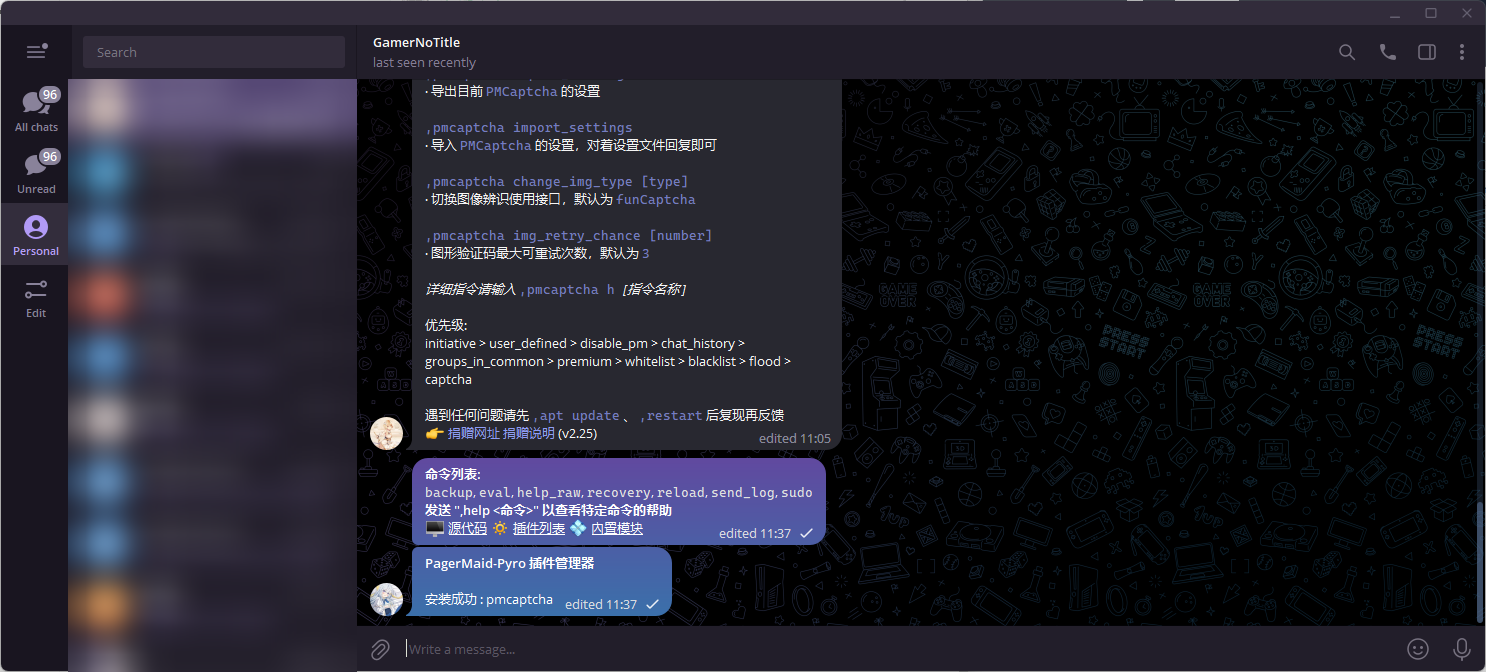 Search
GamerNoTitle
last seen recently
96
All chats
96
Unread
Personal
Edit
· 导出目前 PMCaptcha 的设置
,pmcaptcha import_settings
· 导入 PMCaptcha 的设置，对着设置文件回复即可
,pmcaptcha change_img_type [type]
· 切换图像辨识使用接口，默认为 funCaptcha
,pmcaptcha img_retry_chance [number]
· 图形验证码最大可重试次数，默认为 3
详细指令请输入 ,pmcaptcha h [指令名称]
优先级:
initiative > user_defined > disable_pm > chat_history >
groups_in_common > premium > whitelist > blacklist > flood >
captcha
遇到任何问题请先 ,apt update 、 ,restart 后复现再反馈
👉 捐赠网址 捐赠说明 (v2.25)
edited 11:05
命令列表:
backup, eval, help_raw, recovery, reload, send_log, sudo
发送 ",help <命令>" 以查看特定命令的帮助
源代码 插件列表 内置模块
edited 11:37
PagerMaid-Pyro 插件管理器
安装成功 : pmcaptcha
edited 11:37
Write a message...
GAME OVER
PRESS START
GAME OVER
PRESS START